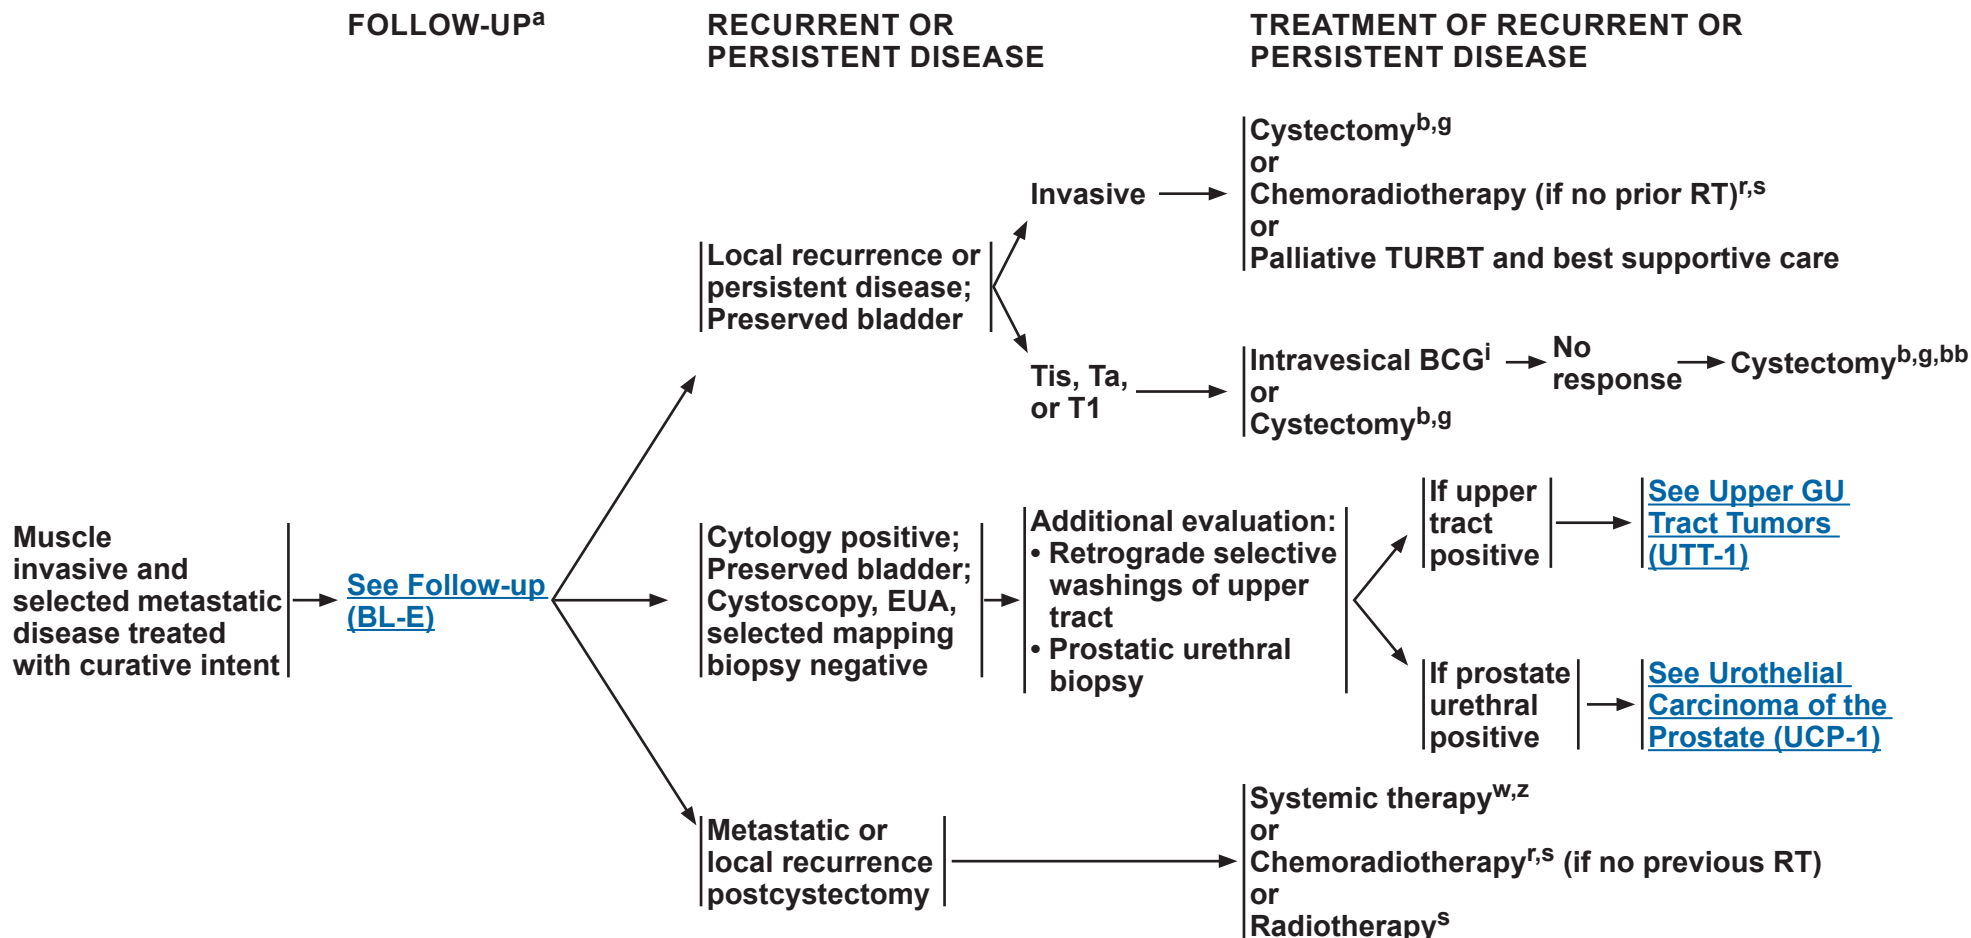 FOLLOW-UPa
RECURRENT OR
PERSISTENT DISEASE
TREATMENT OF RECURRENT OR
PERSISTENT DISEASE
Muscle
invasive and
selected metastatic
disease treated
with curative intent
See Follow-up
(BL-E)
Local recurrence or
persistent disease;
Preserved bladder
Invasive
Cystectomyb,g
or
Chemoradiotherapy (if no prior RT)r,s
or
Palliative TURBT and best supportive care
Tis, Ta,
or T1
Intravesical BCGi
or
Cystectomyb,g
No
response
Cystectomyb,g,bb
Cytology positive;
Preserved bladder;
Cystoscopy, EUA,
selected mapping
biopsy negative
Additional evaluation:
• Retrograde selective
washings of upper
tract
• Prostatic urethral
biopsy
If upper
tract
positive
See Upper GU
Tract Tumors
(UTT-1)
If prostate
urethral
positive
See Urothelial
Carcinoma of the
Prostate (UCP-1)
Metastatic or
local recurrence
postcystectomy
Systemic therapyw,z
or
Chemoradiotherapyr,s (if no previous RT)
or
Radiotherapys